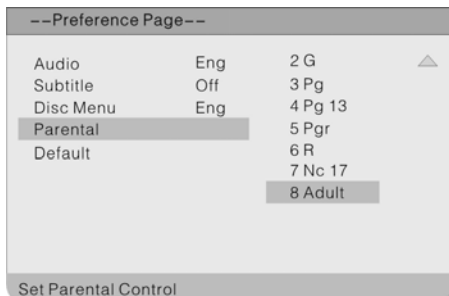 --Preference Page--
Audio Eng
Subtitle Off
Disc Menu Eng
Parental
Default
2 G
3 Pg
4 Pg 13
5 Pgr
6 R
7 Nc 17
8 Adult
Set Parental Control